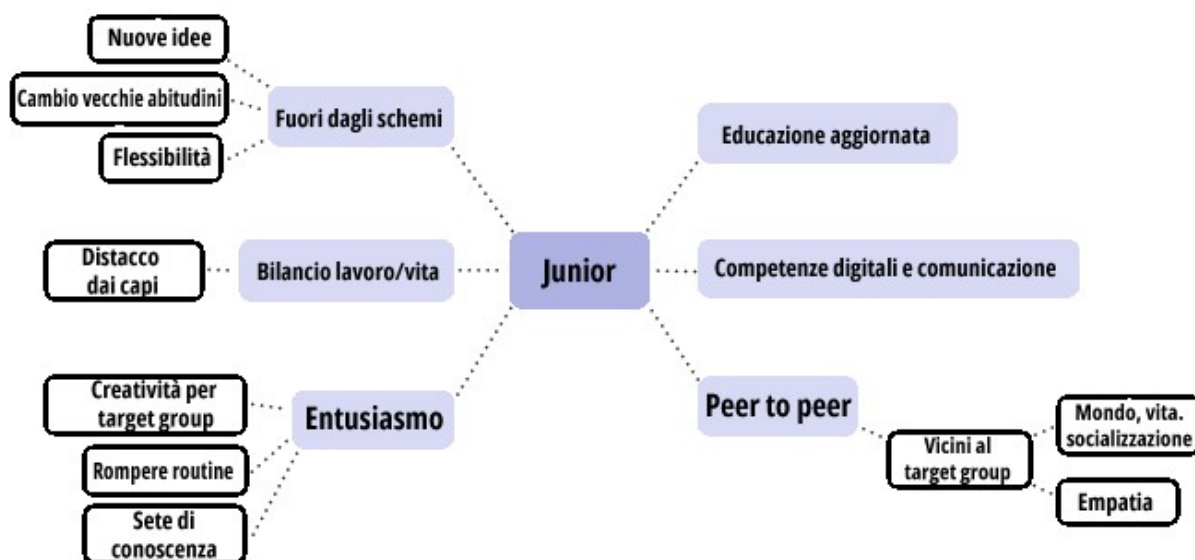 Nuove idee
Cambio vecchie abitudini
Flessibilità
Fuori dagli schemi
Distacco
dai capi
Bilancio lavoro/vita
Creatività per
target group
Rompere routine
Sete di
conoscenza
Entusiasmo
Junior
Educazione aggiornata
Competenze digitali e comunicazione
Peer to peer
Vicini al
target group
Mondo, vita.
socializzazione
Empatia